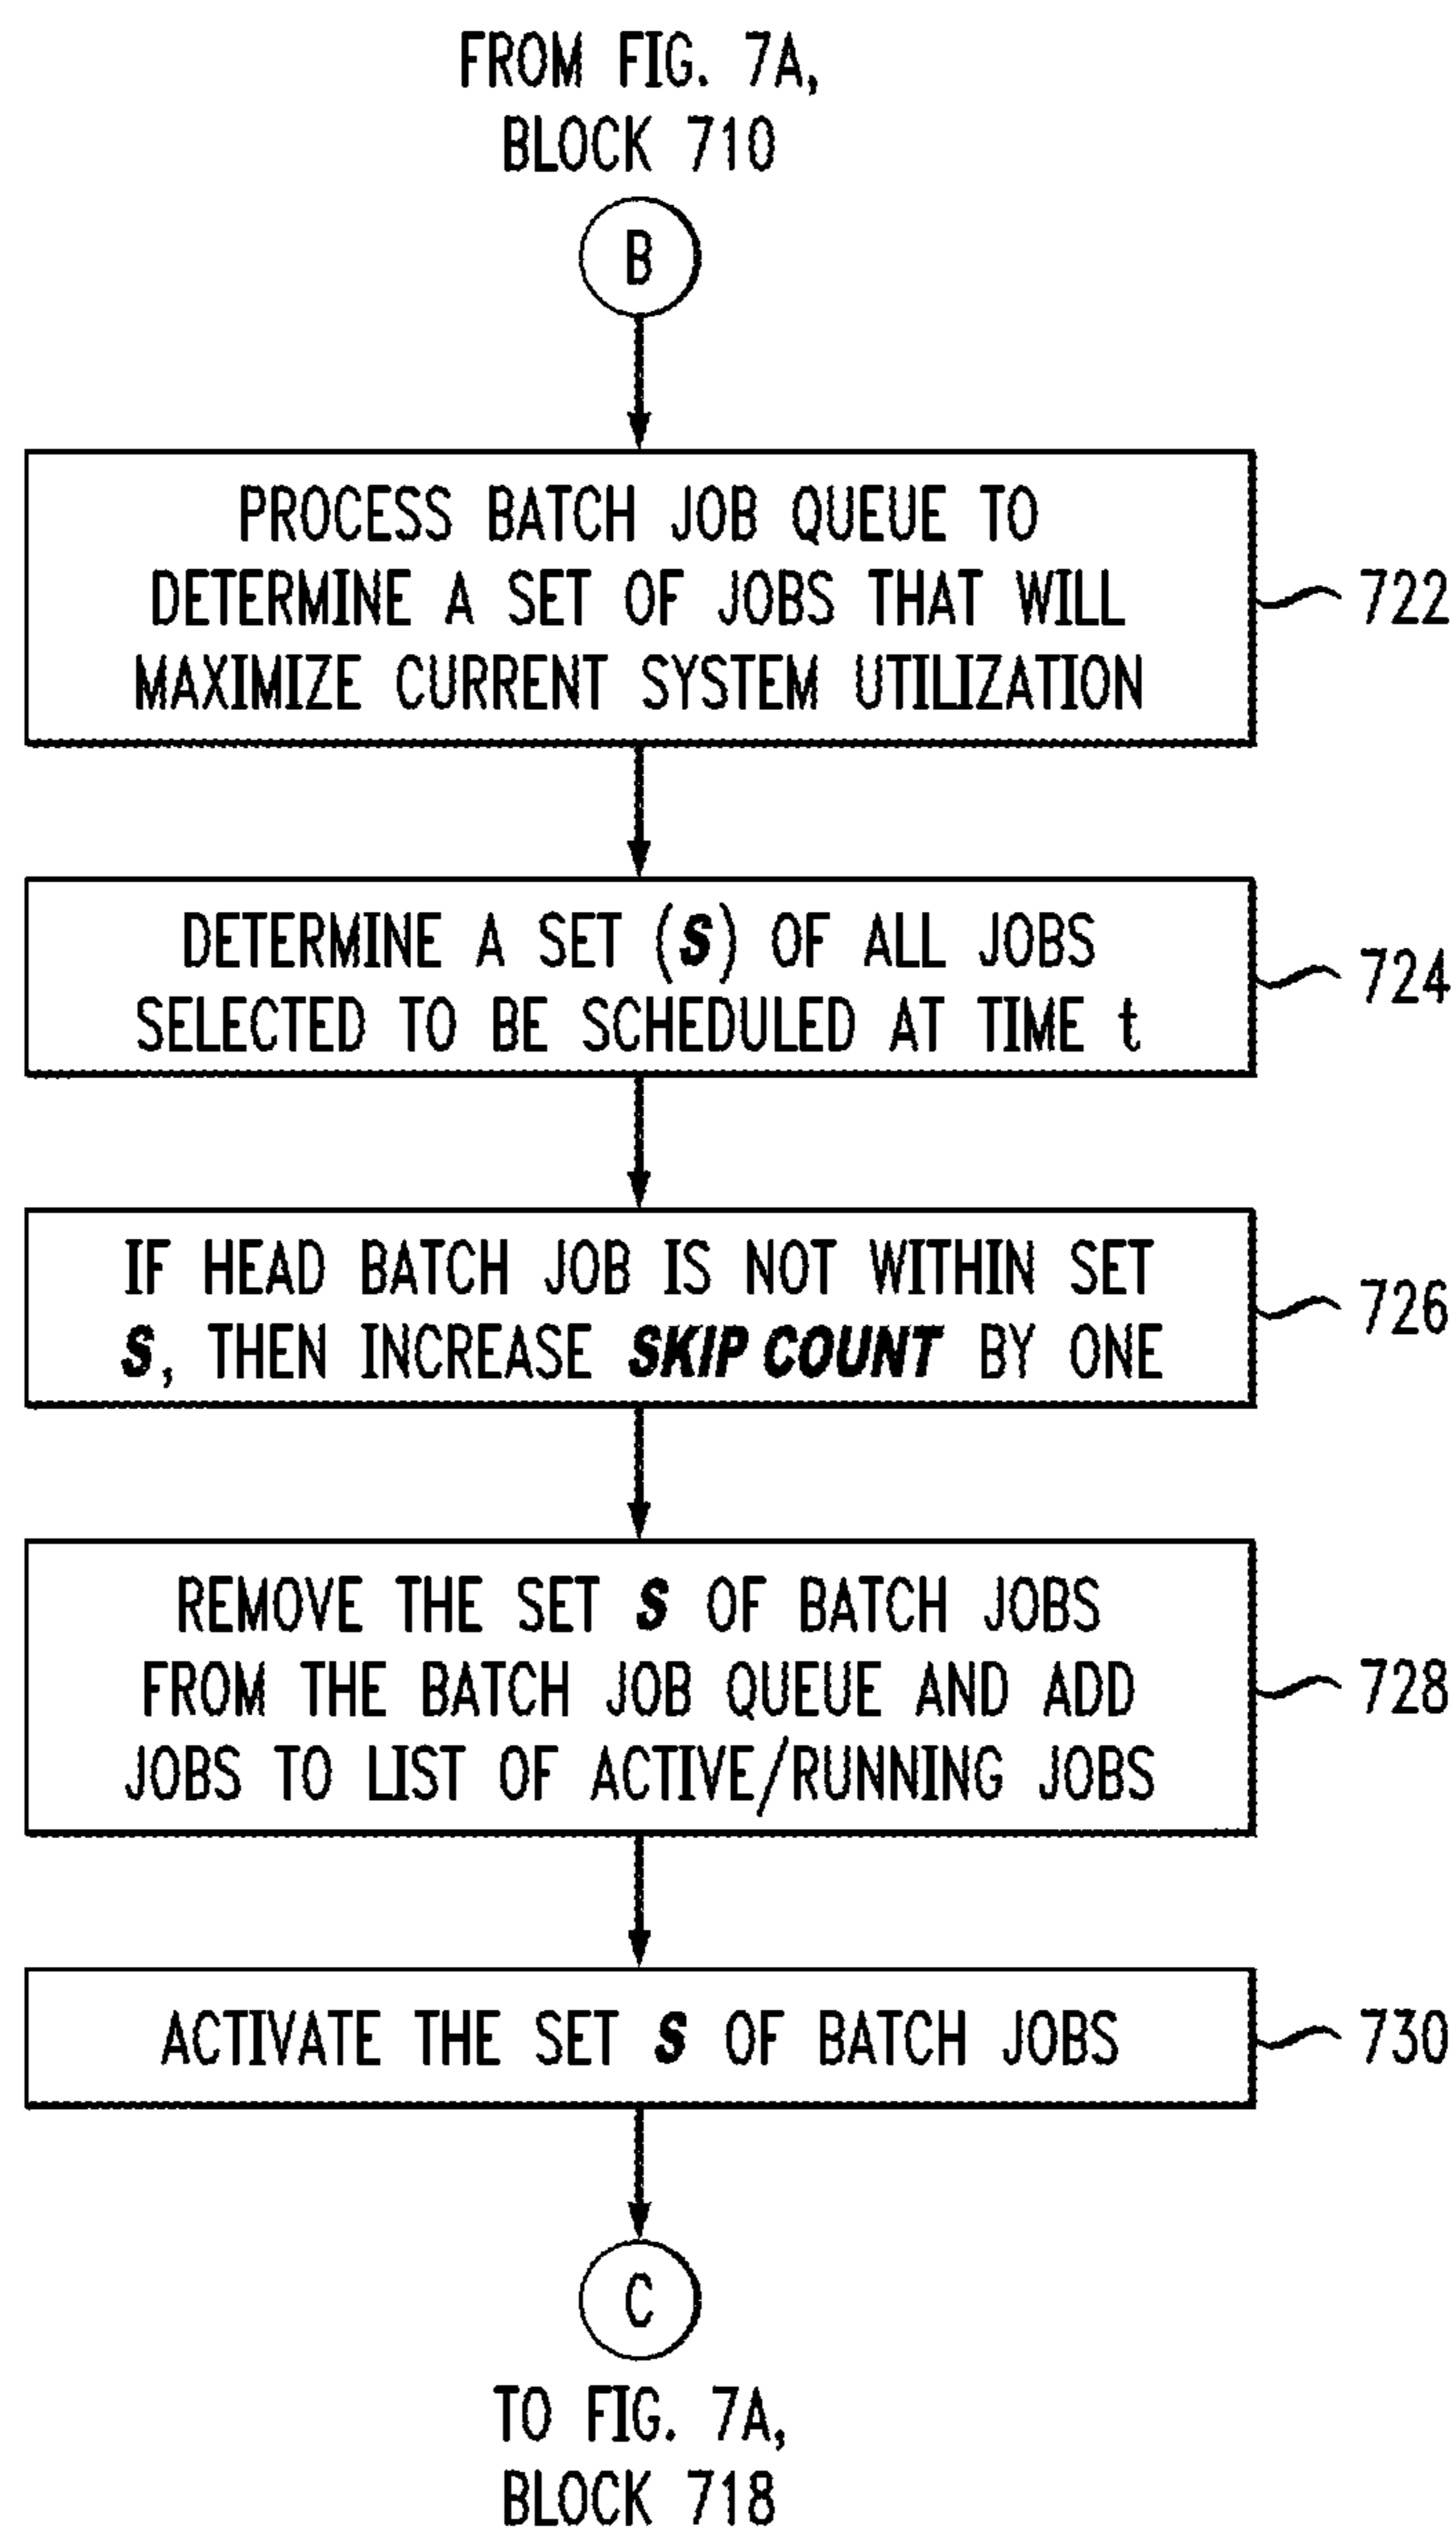 FROM FIG. 7A,
BLOCK 710
B
PROCESS BATCH JOB QUEUE TO
DETERMINE A SET OF JOBS THAT WILL
MAXIMIZE CURRENT SYSTEM UTILIZATION
722
DETERMINE A SET (S) OF ALL JOBS
SELECTED TO BE SCHEDULED AT TIME t
724
IF HEAD BATCH JOB IS NOT WITHIN SET
S, THEN INCREASE SKIP COUNT BY ONE
726
REMOVE THE SET S OF BATCH JOBS
FROM THE BATCH JOB QUEUE AND ADD
JOBS TO LIST OF ACTIVE/RUNNING JOBS
728
ACTIVATE THE SET S OF BATCH JOBS
730
C
TO FIG. 7A,
BLOCK 718